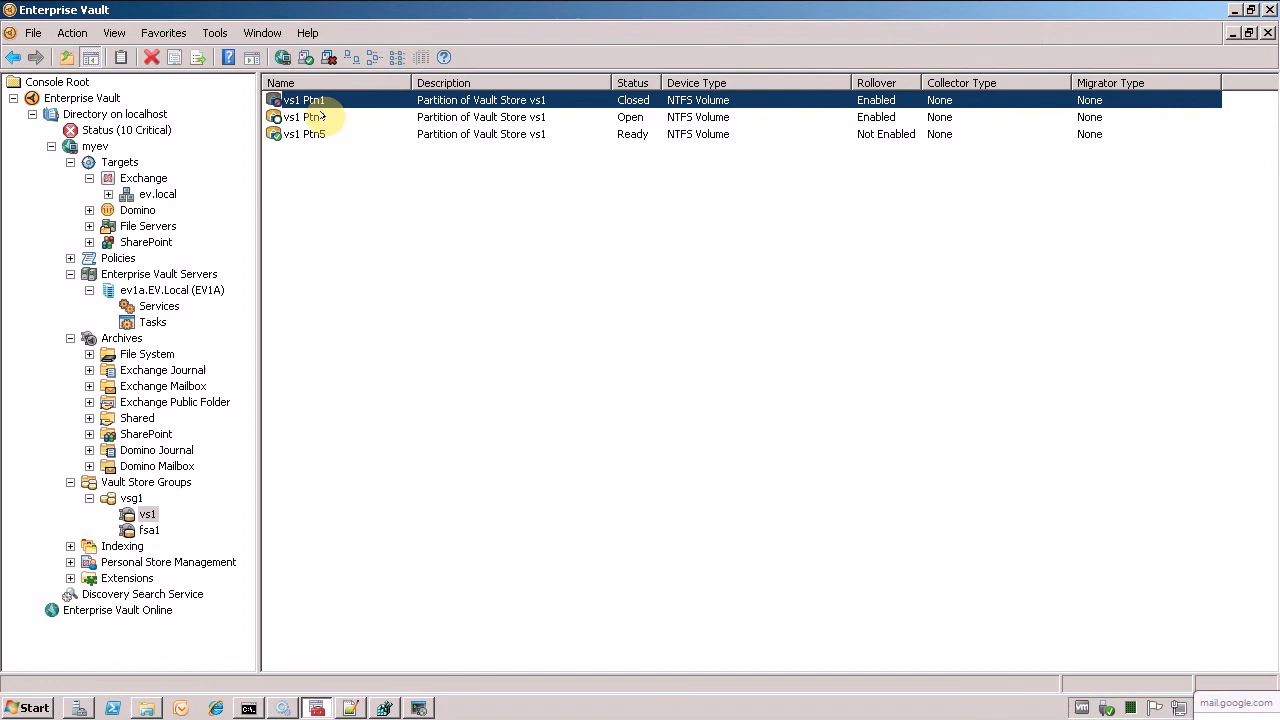 Enterprise Vault
File Action View Favorites Tools Window Help
Console Root
Enterprise Vault
Directory on localhost
Status (10 Critical)
myev
Targets
Exchange
ev.local
Domino
File Servers
SharePoint
Policies
Enterprise Vault Servers
ev1a.EV.Local (EV1A)
Services
Tasks
Archives
File System
Exchange Journal
Exchange Mailbox
Exchange Public Folder
Shared
SharePoint
Domino Journal
Domino Mailbox
Vault Store Groups
vsg1
vs1
fsa1
Indexing
Personal Store Management
Extensions
Discovery Search Service
Enterprise Vault Online
Name Description Status Device Type Rollover Collector Type Migrator Type
vs1 Ptn1 Partition of Vault Store vs1 Closed NTFS Volume Enabled None None
vs1 Partition of Vault Store vs1 Open NTFS Volume Enabled None None
vs1 Ptn5 Partition of Vault Store vs1 Ready NTFS Volume Not Enabled None None
Start
mail.google.com